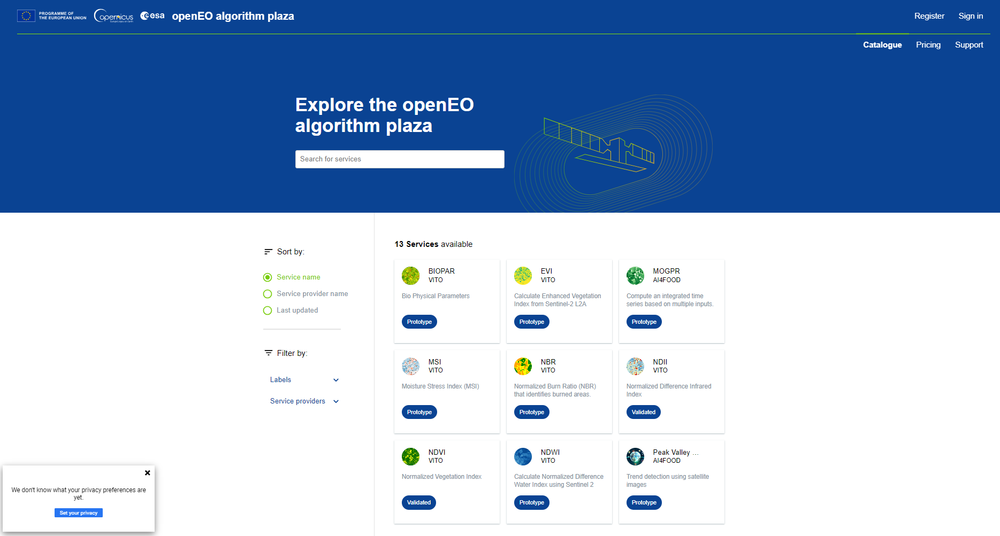 PROGRAMME OF
THE EUROPEAN UNION
opernicus
Europe's eyes on Earth
esa
openEO algorithm plaza
Register
Sign in
Catalogue
Pricing
Support
Explore the openEO
algorithm plaza
Search for services
Sort by:
Service name
Service provider name
Last updated
Filter by:
Labels
Service providers
13 Services available
BIOPAR
VITO
Bio Physical Parameters
Prototype
EVI
VITO
Calculate Enhanced Vegetation
Index from Sentinel-2 L2A
Prototype
MOGPR
AI4FOOD
Compute an integrated time
series based on multiple inputs.
Prototype
MSI
VITO
Moisture Stress Index (MSI)
Prototype
NBR
VITO
Normalized Burn Ratio (NBR)
that identifies burned areas.
Prototype
NDII
VITO
Normalized Difference Infrared
Index
Validated
NDVI
VITO
Normalized Vegetation Index
Validated
NDWI
VITO
Calculate Normalized Difference
Water Index using Sentinel 2
Prototype
Peak Valley ...
AI4FOOD
Trend detection using satellite
images
Prototype
We don't know what your privacy preferences are
yet.
Set your privacy